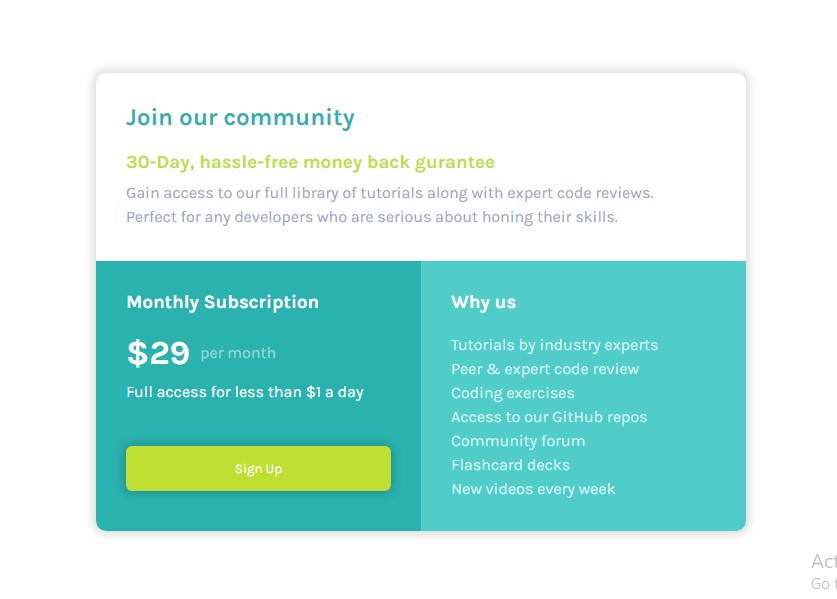 Join our community
30-Day, hassle-free money back gurantee
Gain access to our full library of tutorials along with expert code reviews.
Perfect for any developers who are serious about honing their skills.
Monthly Subscription
$29 per month
Full access for less than $1 a day
Sign Up
Why us
Tutorials by industry experts
Peer & expert code review
Coding exercises
Access to our GitHub repos
Community forum
Flashcard decks
New videos every week
Act
Go t